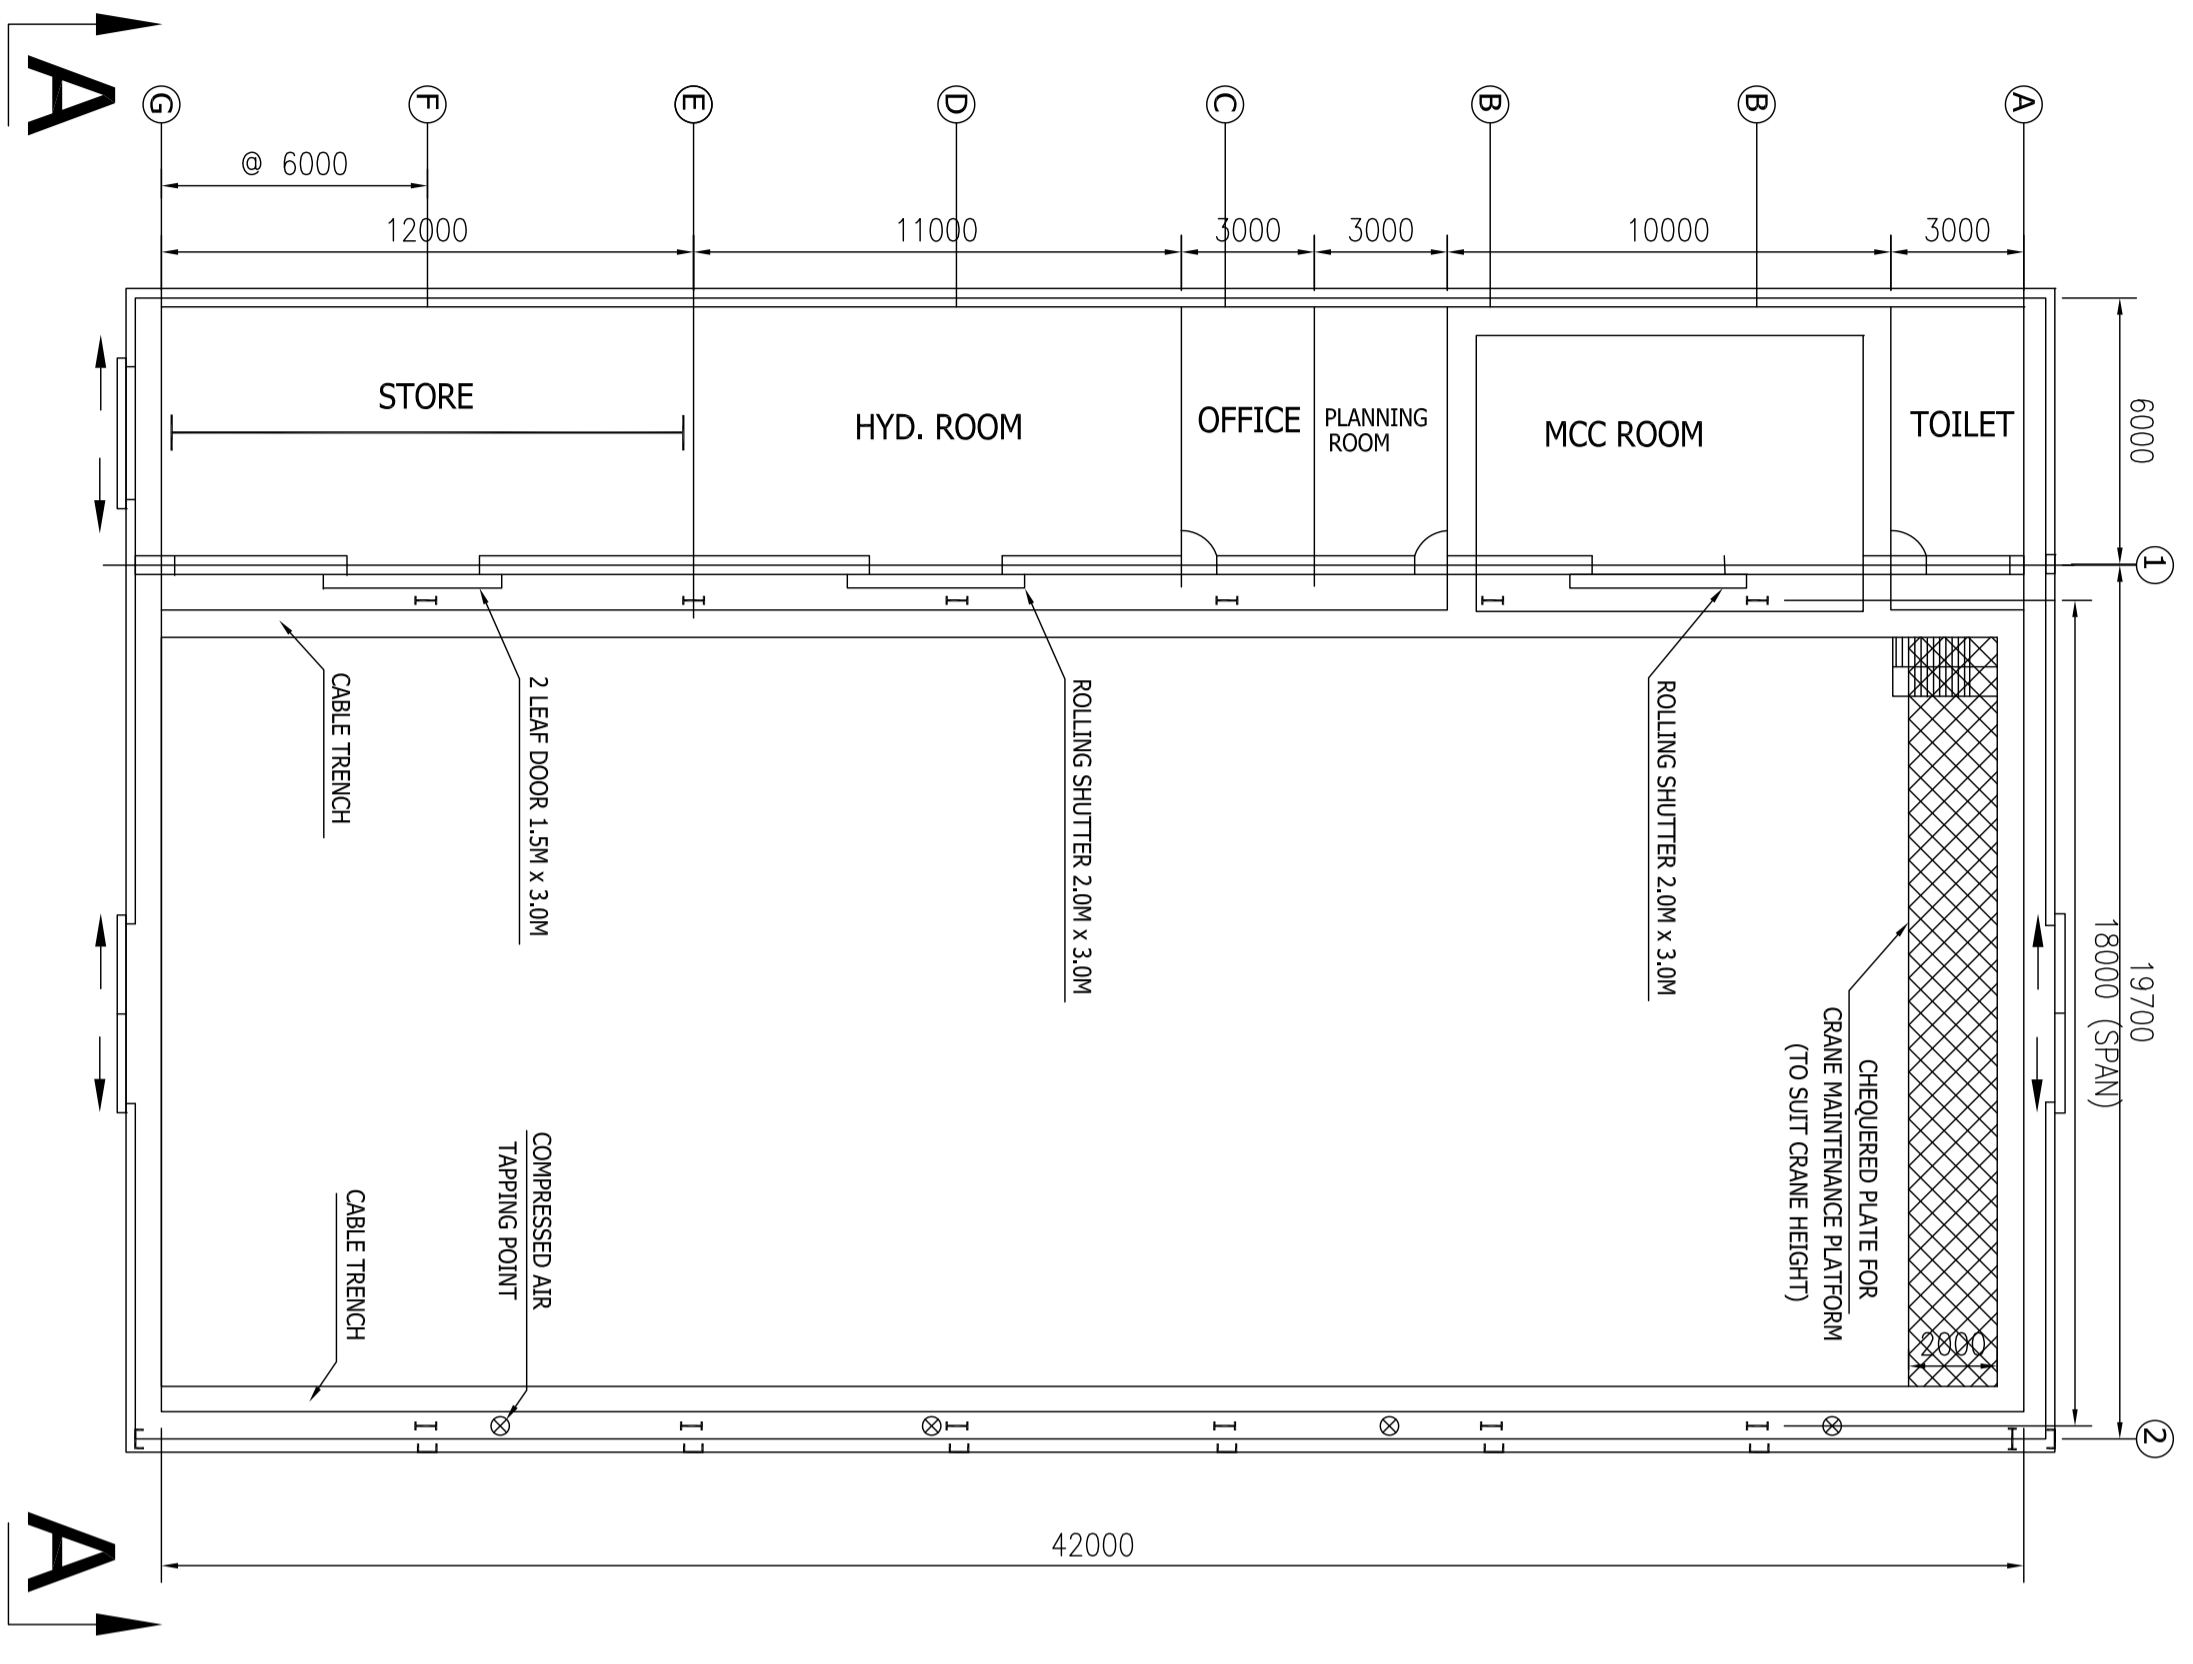 A
G
F
E
D
C
B
B
A
@ 6000
12000
11000
3000
3000
10000
3000
STORE
HYD. ROOM
OFFICE
PLANNING
ROOM
MCC ROOM
TOILET
6000
1
CABLE TRENCH
2 LEAF DOOR 1.5M x 3.0M
ROLLING SHUTTER 2.0M x 3.0M
ROLLING SHUTTER 2.0M x 3.0M
CHEQUERED PLATE FOR
CRANE MAINTENANCE PLATFORM
(TO SUIT CRANE HEIGHT)
19700
18000 (SPAN)
COMPRESSED AIR
TAPPING POINT
CABLE TRENCH
2000
2
42000
A